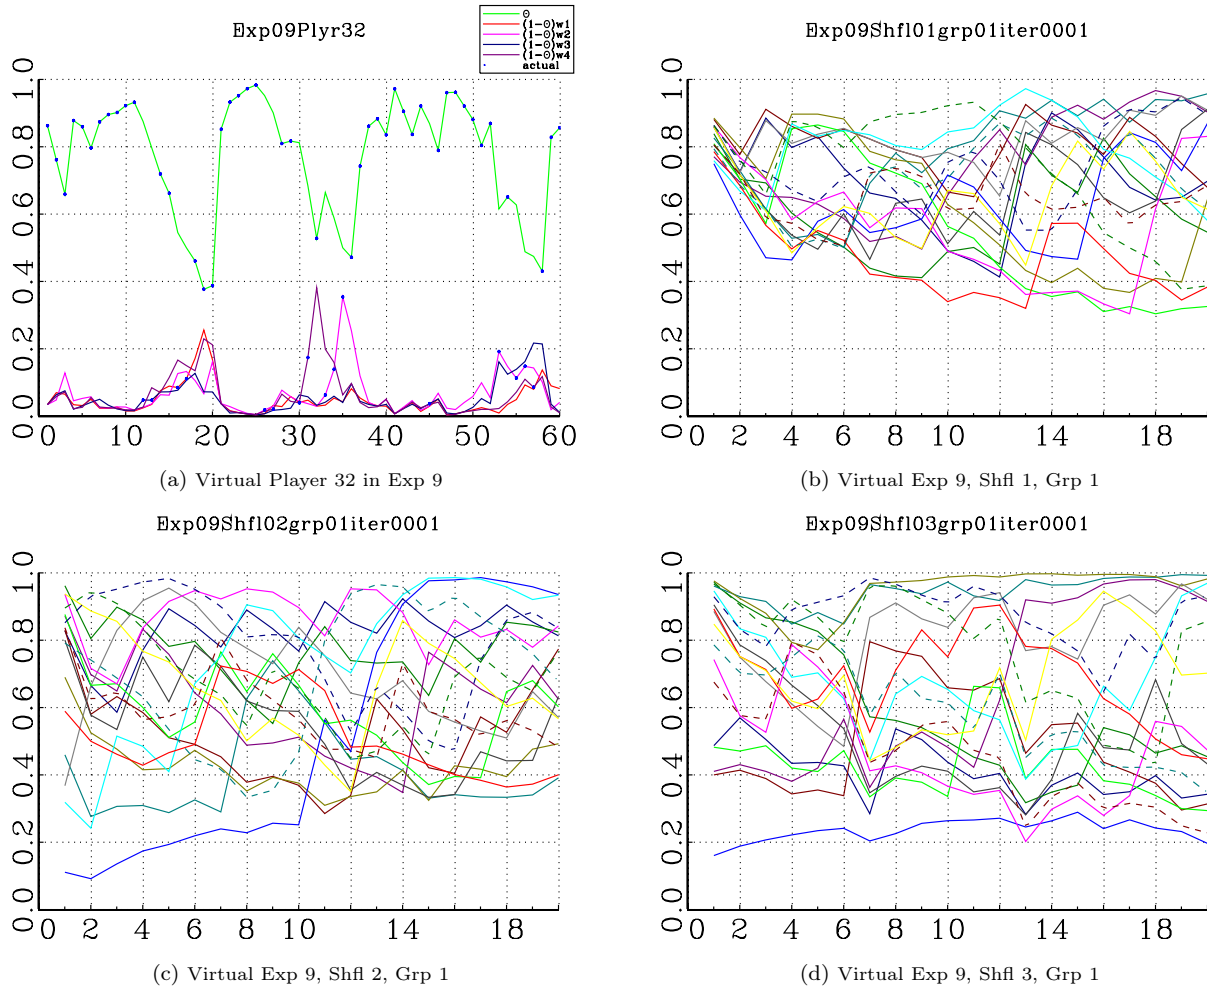 Exp09Plyr32
Θ
(1-Θ)w1
(1-Θ)w2
(1-Θ)w3
(1-Θ)w4
actual
1.0
0.8
0.6
0.4
0.2
0.0
0 10 20 30 40 50 60
(a) Virtual Player 32 in Exp 9
Exp09Shfl01grp01iter0001
1.0
0.8
0.6
0.4
0.2
0.0
0 2 4 6 8 10 14 18
(b) Virtual Exp 9, Shfl 1, Grp 1
Exp09Shfl02grp01iter0001
1.0
0.8
0.6
0.4
0.2
0.0
0 2 4 6 8 10 14 18
(c) Virtual Exp 9, Shfl 2, Grp 1
Exp09Shfl03grp01iter0001
1.0
0.8
0.6
0.4
0.2
0.0
0 2 4 6 8 10 14 18
(d) Virtual Exp 9, Shfl 3, Grp 1